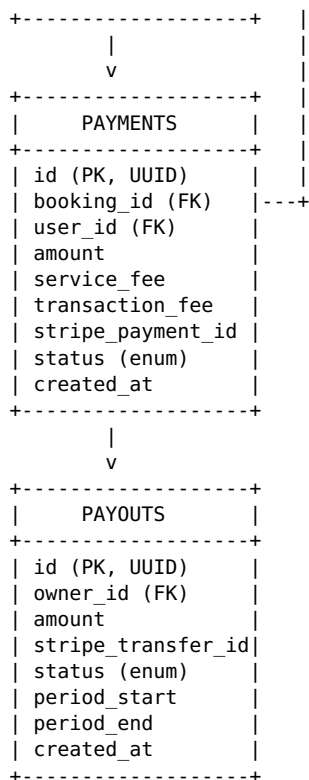 +-------------------+   |
        |               |
        v               |
+-------------------+   |
|     PAYMENTS      |   |
+-------------------+   |
| id (PK, UUID)     |   |
| booking_id (FK)   |---+
| user_id (FK)      |
| amount            |
| service_fee       |
| transaction_fee   |
| stripe_payment_id |
| status (enum)     |
| created_at        |
+-------------------+
        |
        v
+-------------------+
|     PAYOUTS       |
+-------------------+
| id (PK, UUID)     |
| owner_id (FK)     |
| amount            |
| stripe_transfer_id|
| status (enum)     |
| period_start      |
| period_end        |
| created_at        |
+-------------------+